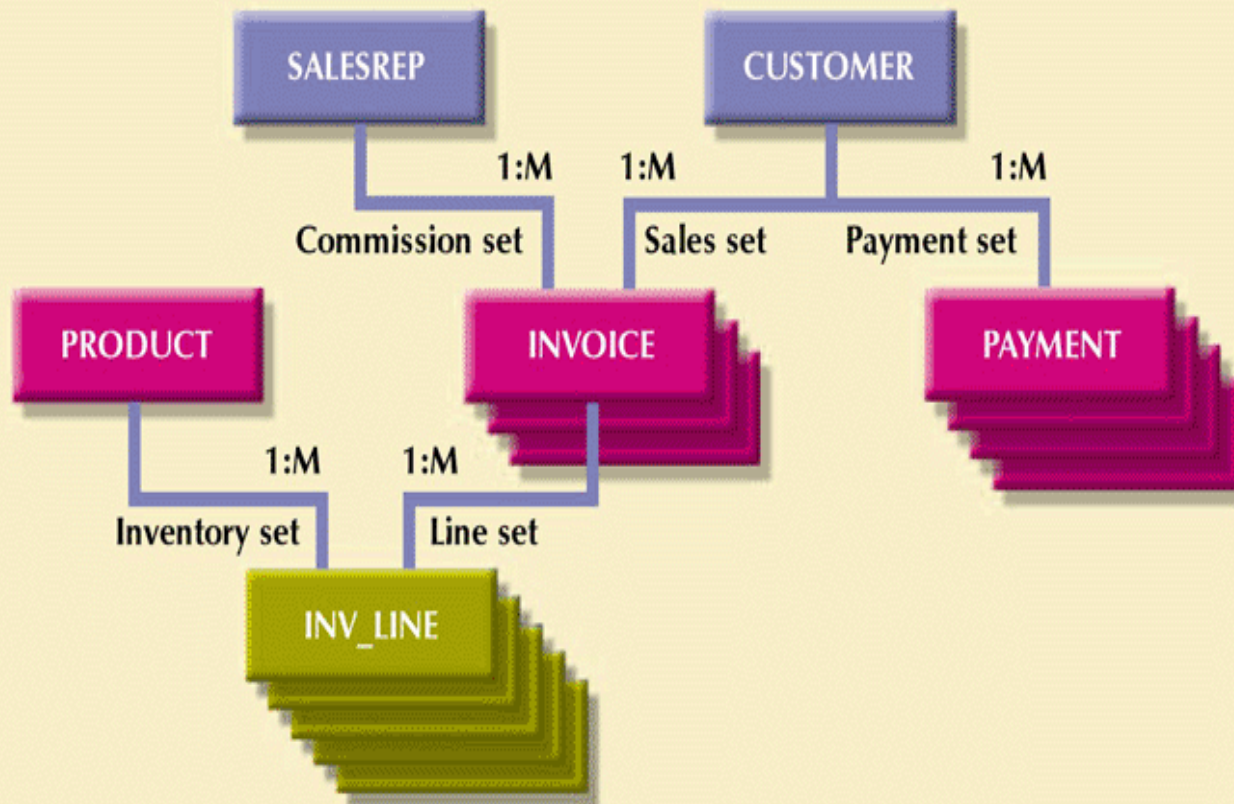 SALESREP
CUSTOMER
1:M
1:M
1:M
Commission set
Sales set
Payment set
PRODUCT
INVOICE
PAYMENT
1:M
1:M
Inventory set
Line set
INV_LINE